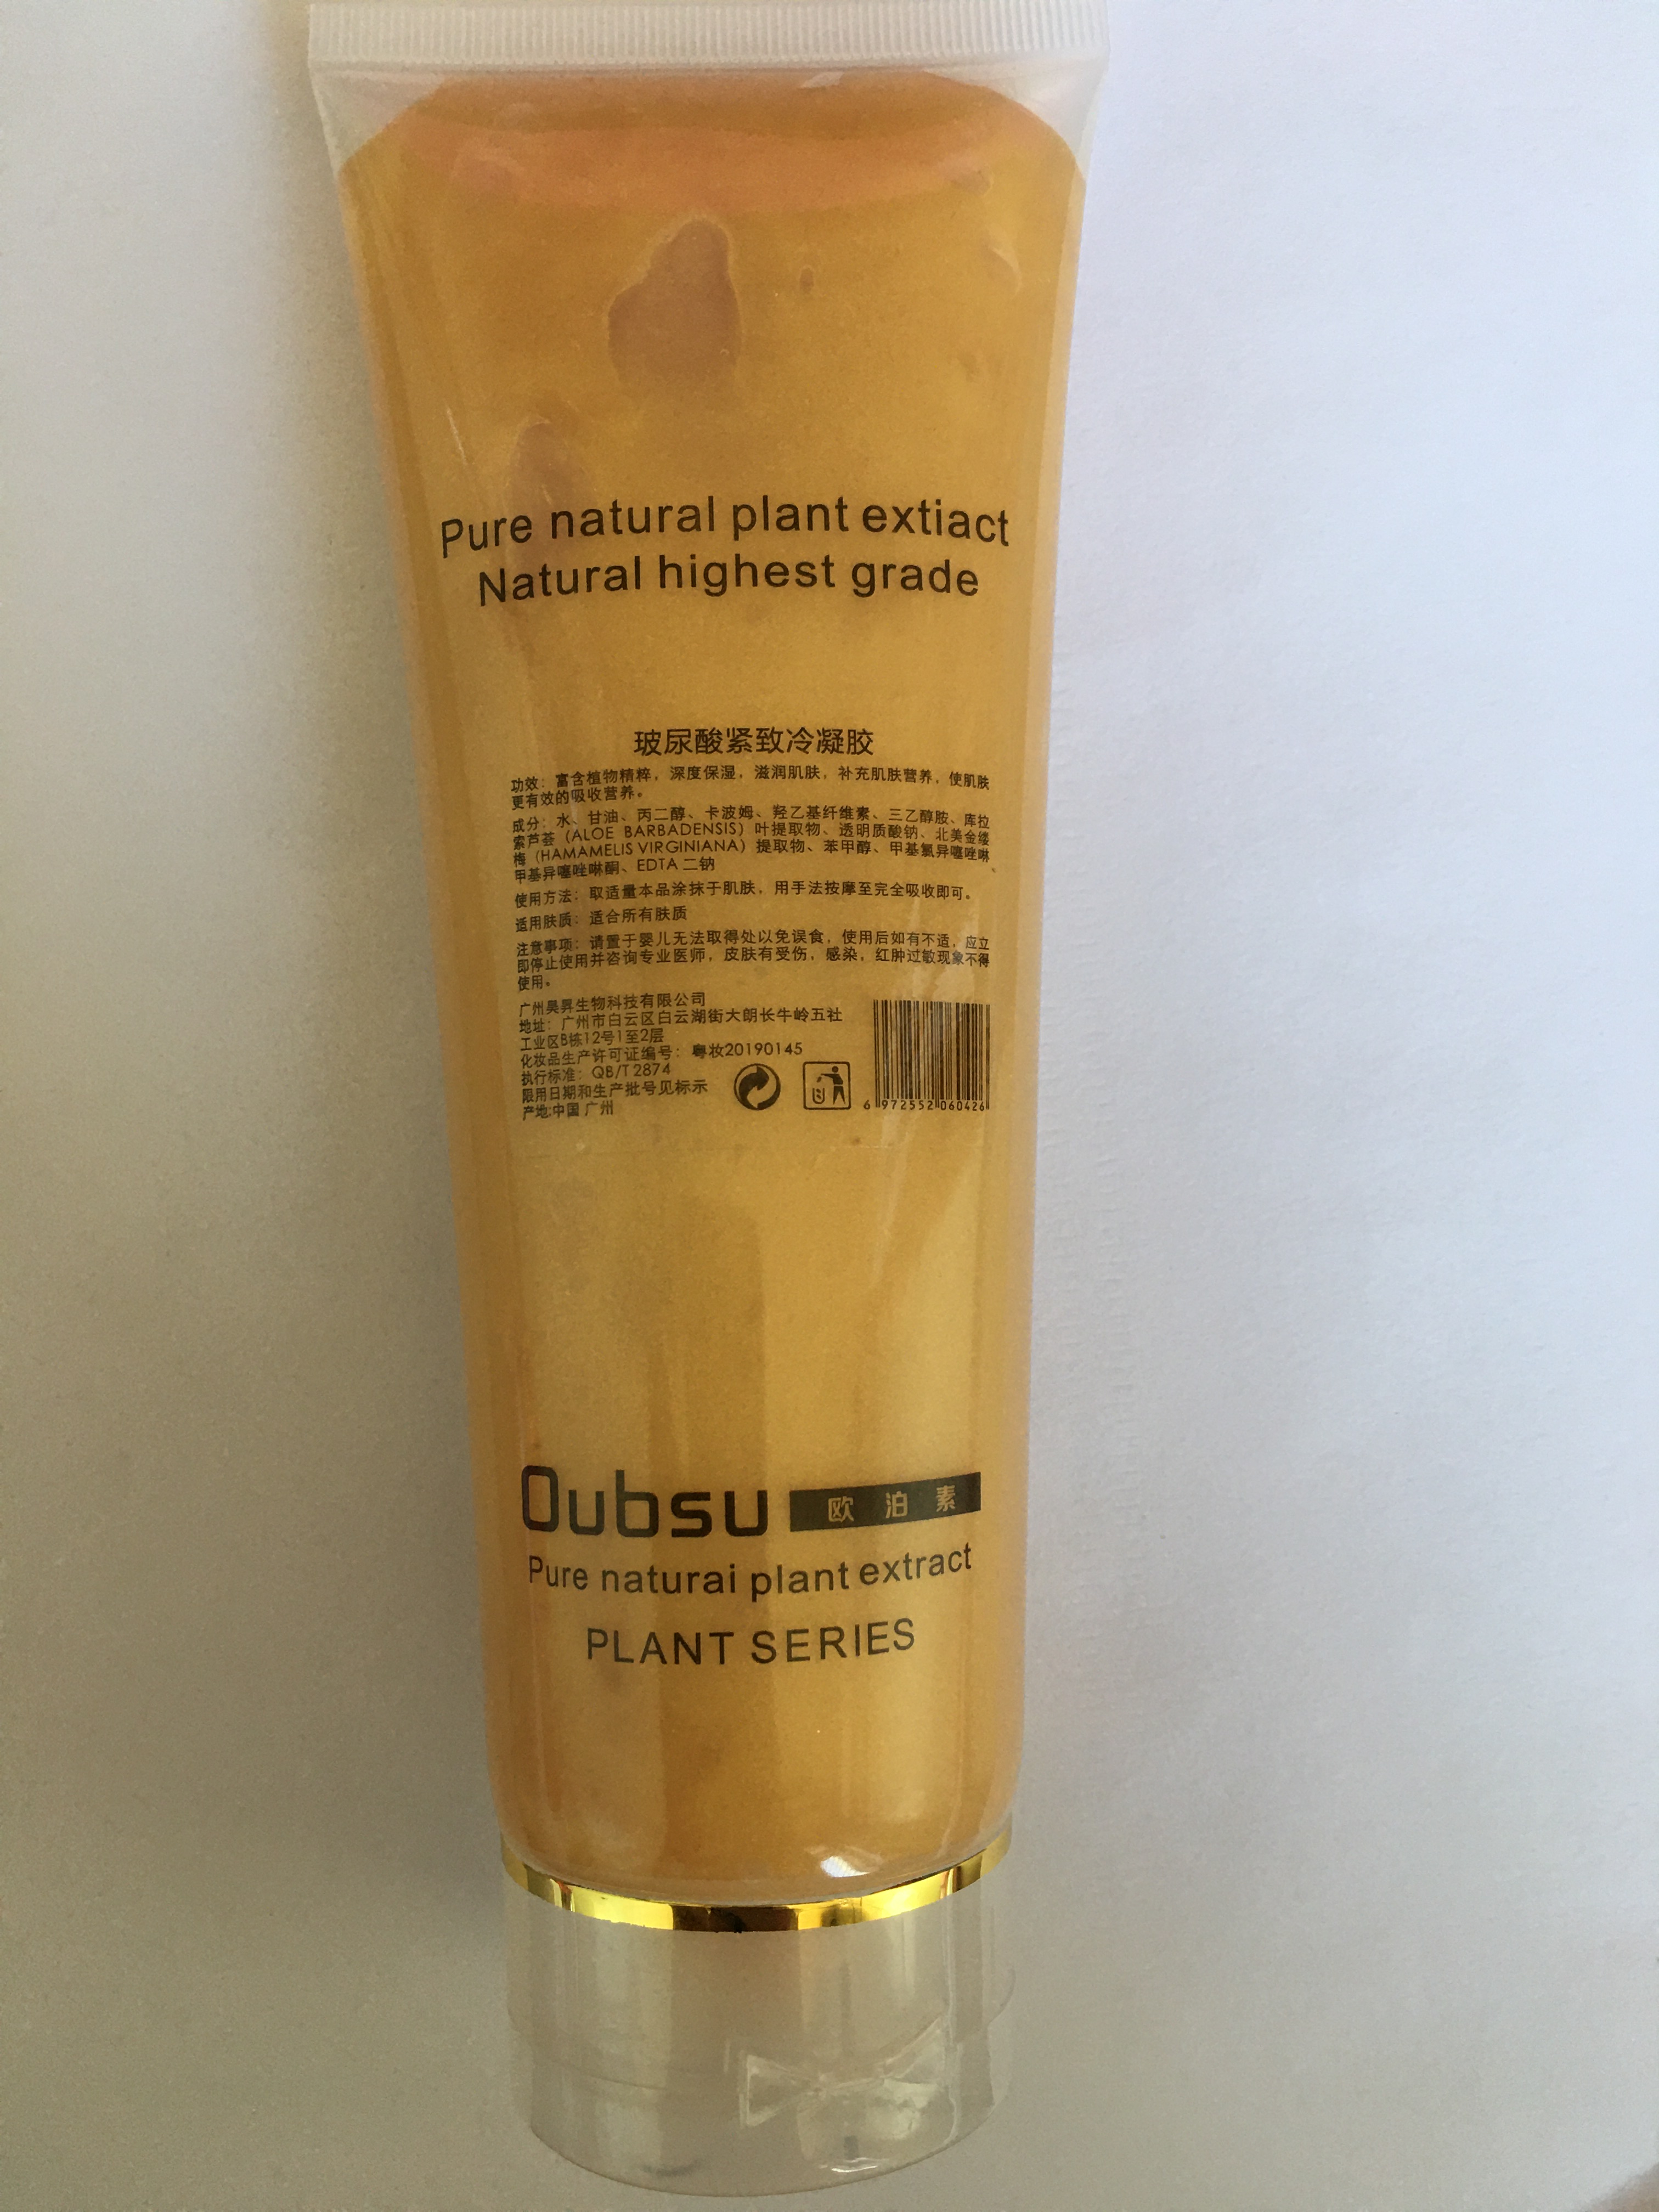 Pure natural plant extiact
Natural highest grade
玻尿酸紧致冷凝胶
功效：富含植物精粹，深度保湿，滋润肌肤，补充肌肤营养，使肌肤
更有效的吸收营养。
成分：水、甘油、丙二醇、卡波姆、羟乙基纤维素、三乙醇胺、库拉
索芦荟（ALOE BARBADENSIS）叶提取物、透明质酸钠、北美金缕
梅（HAMAMELIS VIRGINIANA）提取物、苯甲醇、甲基氯异噻唑啉
甲基异噻唑啉酮、EDTA 二钠
使用方法：取适量本品涂抹于肌肤，用手法按摩至完全吸收即可。
适用肤质：适合所有肤质
注意事项：请置于婴儿无法取得处以免误食，使用后如有不适，应立
即停止使用并咨询专业医师，皮肤有受伤，感染，红肿过敏现象不得
使用。
广州昊昇生物科技有限公司
地址：广州市白云区白云湖街大朗长牛岭五社
工业区B栋12号1至2层
化妆品生产许可证编号：粤妆20190145
执行标准：QB/T 2874
限用日期和生产批号见标示
产地:中国 广州
6 972552 060426
Oubsu 欧泊素
Pure naturai plant extract
PLANT SERIES